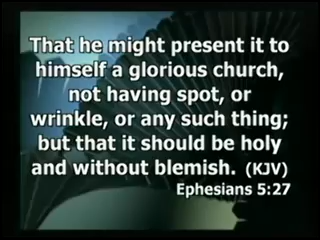 That he might present it to
himself a glorious church,
not having spot, or
wrinkle, or any such thing;
but that it should be holy
and without blemish. (KJV)
Ephesians 5:27